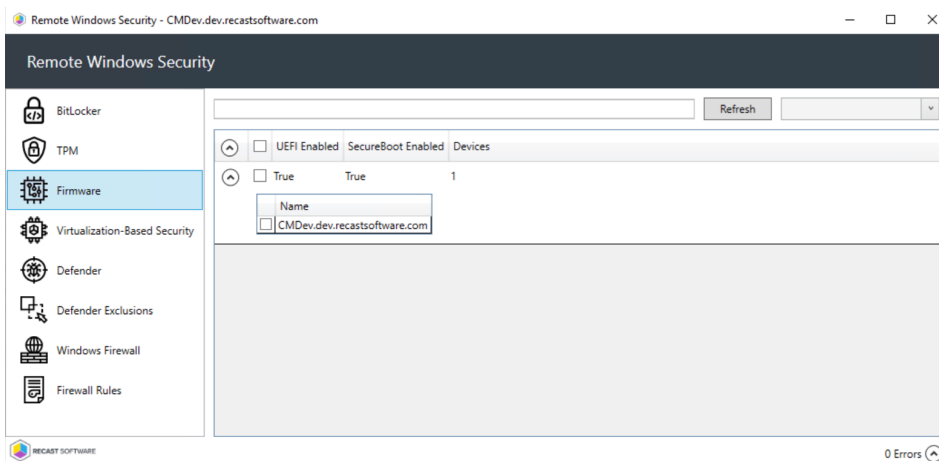 Remote Windows Security - CMDev.dev.recastsoftware.com
Remote Windows Security
BitLocker
TPM
Firmware
Virtualization-Based Security
Defender
Defender Exclusions
Windows Firewall
Firewall Rules
Refresh
UEFI Enabled SecureBoot Enabled Devices
True True 1
Name
CMDev.dev.recastsoftware.com
RECAST SOFTWARE
0 Errors